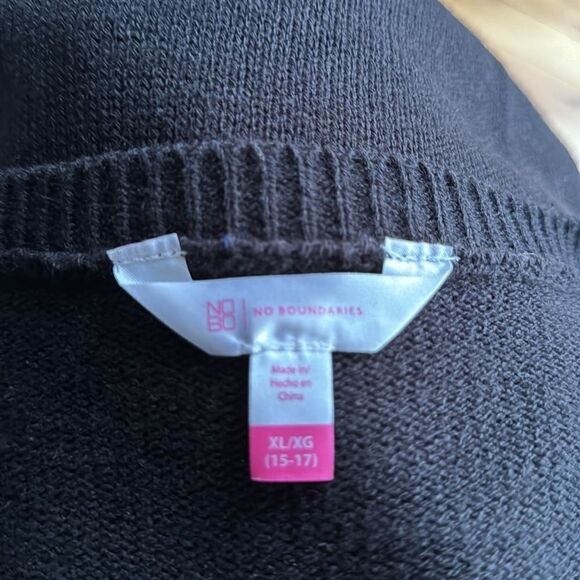 NO
BO
NO BOUNDARIES
Made in/
Hecho en
China
XL/XG
(15-17)